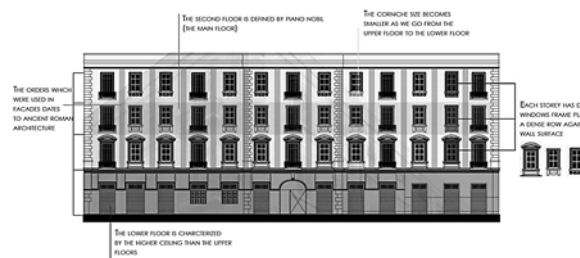 THE SECOND FLOOR IS DEFINED BY PIANO NOBIL
(THE MAIN FLOOR)
THE CORNICHE SIZE BECOMES
SMALLER AS WE GO FROM THE
UPPER FLOOR TO THE LOWER FLOOR
THE ORDERS WHICH
WERE USED IN
FACADES DATES
TO ANCIENT ROMAN
ARCHITECTURE
EACH STOREY HAS D
WINDOWS FRAME PL
A DENSE ROW AGAI
WALL SURFACE
THE LOWER FLOOR IS CHARCTERIZED
BY THE HIGHER CEILING THAN THE UPPER
FLOORS